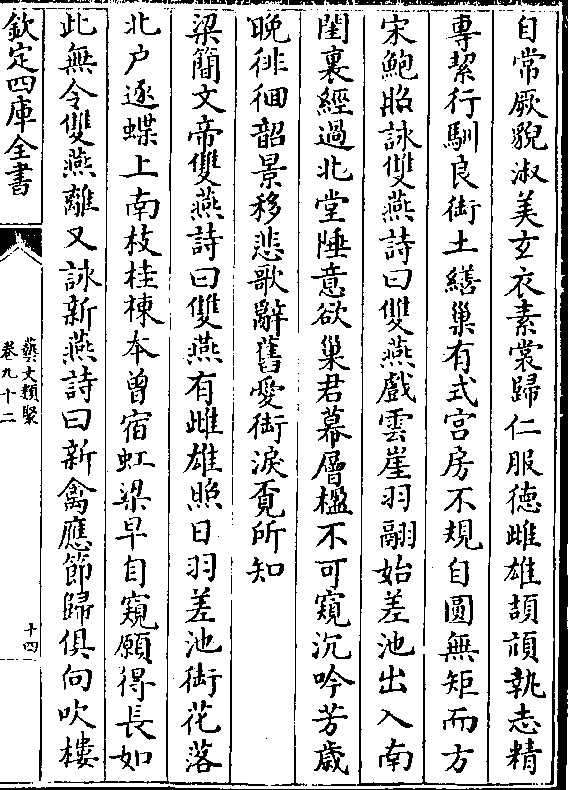 自常厥貌淑美玄衣素裳歸仁服德雌雄頡頏執志精
專絜行馴良銜土繕巢有式宫房不規自圓無矩而方
宋鮑照詠雙燕詩曰雙燕戲雲崖羽翮始差池出入南
閨裏經過北堂陲意欲巢君幕層楹不可窺沉吟芳歲
晚徘徊韶景移悲歌辭舊愛銜淚覓所知
梁簡文帝雙燕詩曰雙燕有雌雄照日羽差池銜花落
北户逐蝶上南枝桂棟本曾宿虹梁早自窺願得長如
此無令雙燕離又詠新燕詩曰新禽應節歸俱向吹樓
欽定四庫全書
藝文類聚
卷九十二
十四